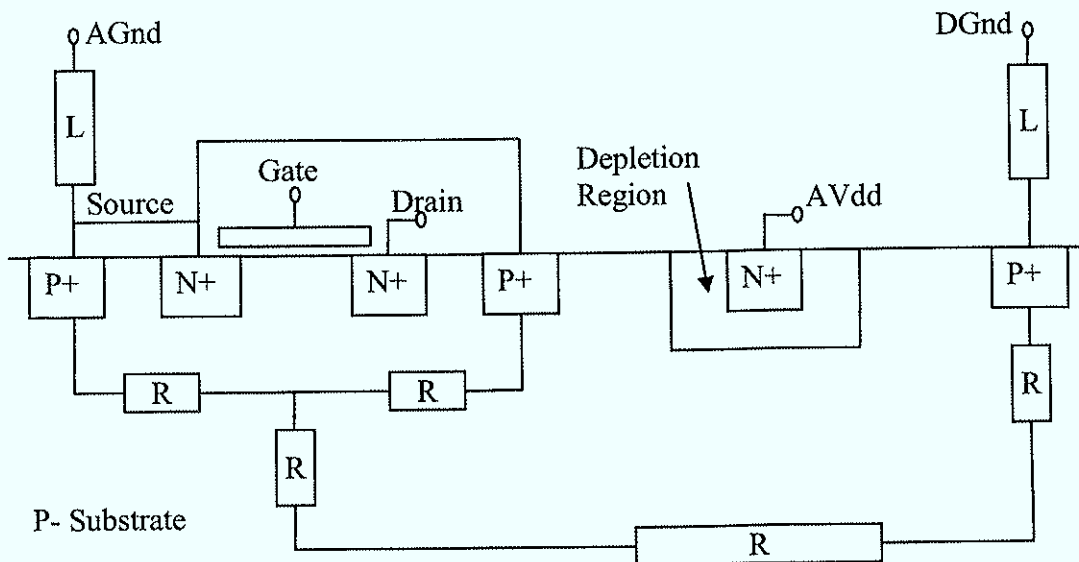 AGnd
DGnd
L
L
Gate
Depletion
Region
Source
Drain
AVdd
P+
N+
N+
P+
N+
P+
R
R
R
R
P- Substrate
R